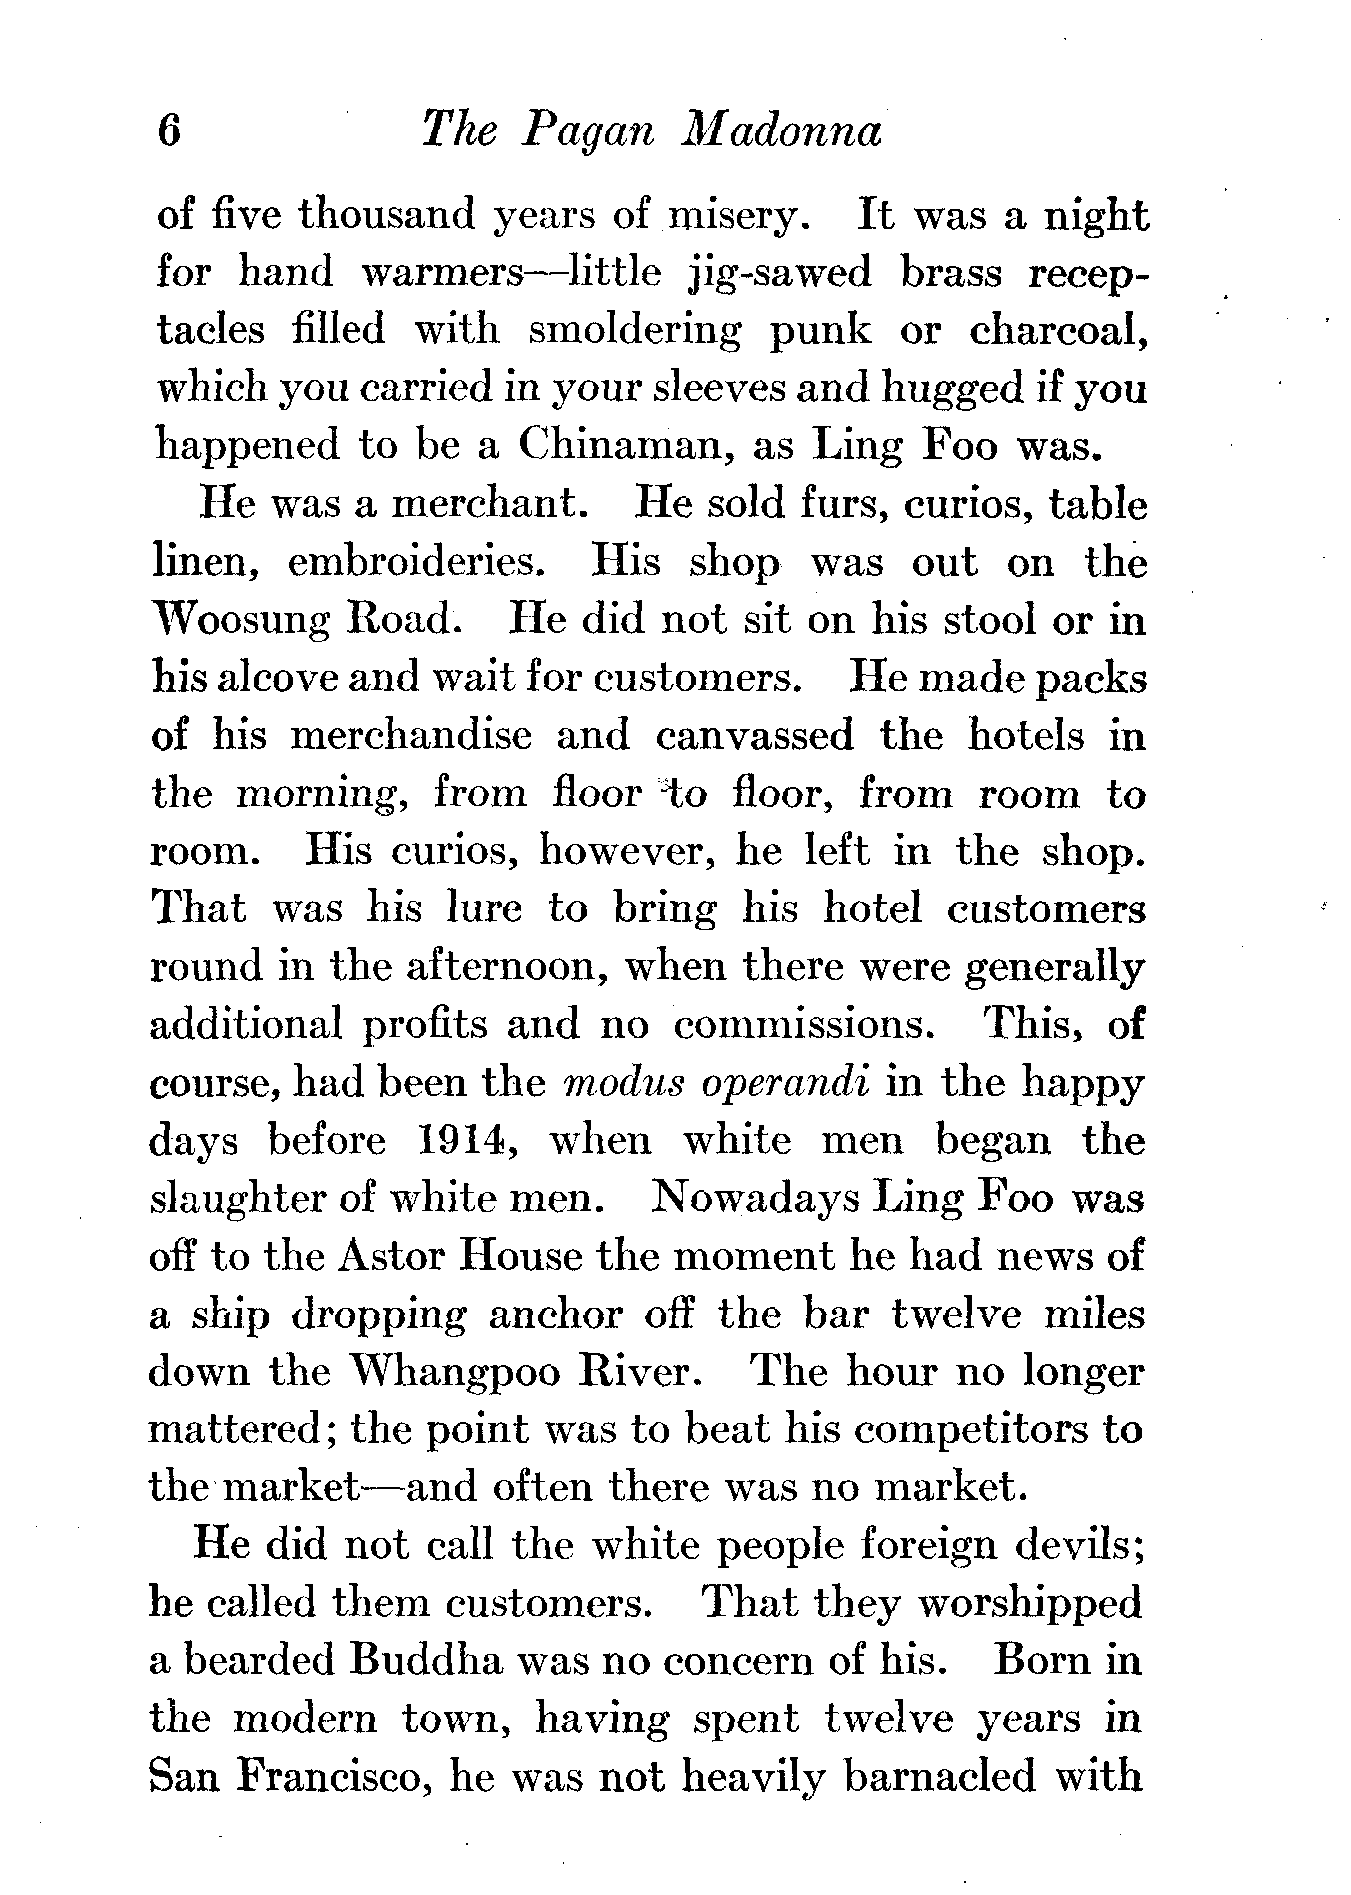 6 The Pagan Madonna
of five thousand years of misery. It was a night
for hand warmers—little jig-sawed brass recep-
tacles filled with smoldering punk or charcoal,
which you carried in your sleeves and hugged if you
happened to be a Chinaman, as Ling Foo was.
He was a merchant. He sold furs, curios, table
linen, embroideries. His shop was out on the
Woosung Road. He did not sit on his stool or in
his alcove and wait for customers. He made packs
of his merchandise and canvassed the hotels in
the morning, from floor to floor, from room to
room. His curios, however, he left in the shop.
That was his lure to bring his hotel customers
round in the afternoon, when there were generally
additional profits and no commissions. This, of
course, had been the modus operandi in the happy
days before 1914, when white men began the
slaughter of white men. Nowadays Ling Foo was
off to the Astor House the moment he had news of
a ship dropping anchor off the bar twelve miles
down the Whangpoo River. The hour no longer
mattered; the point was to beat his competitors to
the market—and often there was no market.
He did not call the white people foreign devils;
he called them customers. That they worshipped
a bearded Buddha was no concern of his. Born in
the modern town, having spent twelve years in
San Francisco, he was not heavily barnacled with